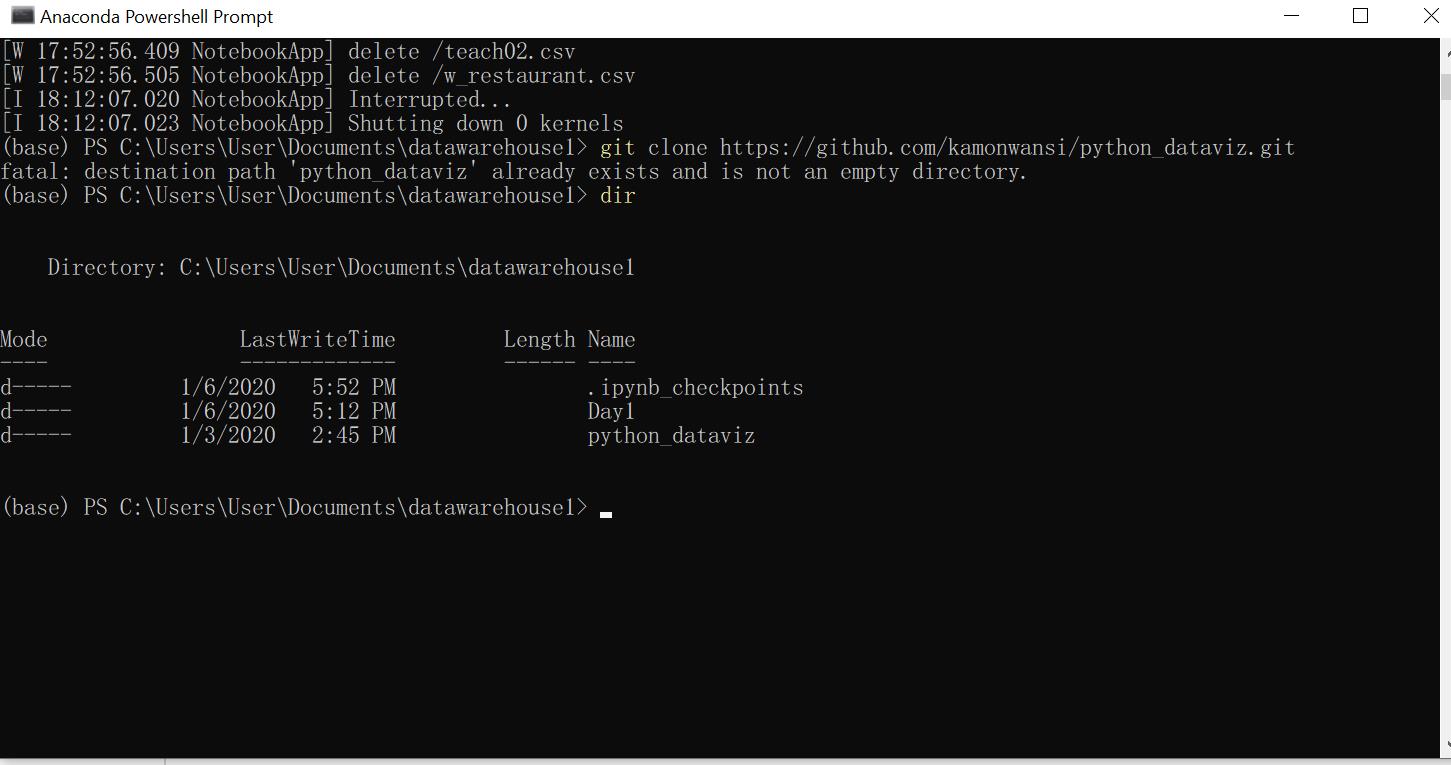 Anaconda Powershell Prompt
[W 17:52:56.409 NotebookApp] delete /teach02.csv
[W 17:52:56.505 NotebookApp] delete /w_restaurant.csv
[I 18:12:07.020 NotebookApp] Interrupted...
[I 18:12:07.023 NotebookApp] Shutting down 0 kernels
(base) PS C:\Users\User\Documents\datawarehouse1> git clone https://github.com/kamonwansi/python_dataviz.git
fatal: destination path 'python_dataviz' already exists and is not an empty directory.
(base) PS C:\Users\User\Documents\datawarehouse1> dir
Directory: C:\Users\User\Documents\datawarehouse1
Mode LastWriteTime Length Name
---- ------------- ------ ----
d----- 1/6/2020 5:52 PM .ipynb_checkpoints
d----- 1/6/2020 5:12 PM Day1
d----- 1/3/2020 2:45 PM python_dataviz
(base) PS C:\Users\User\Documents\datawarehouse1>